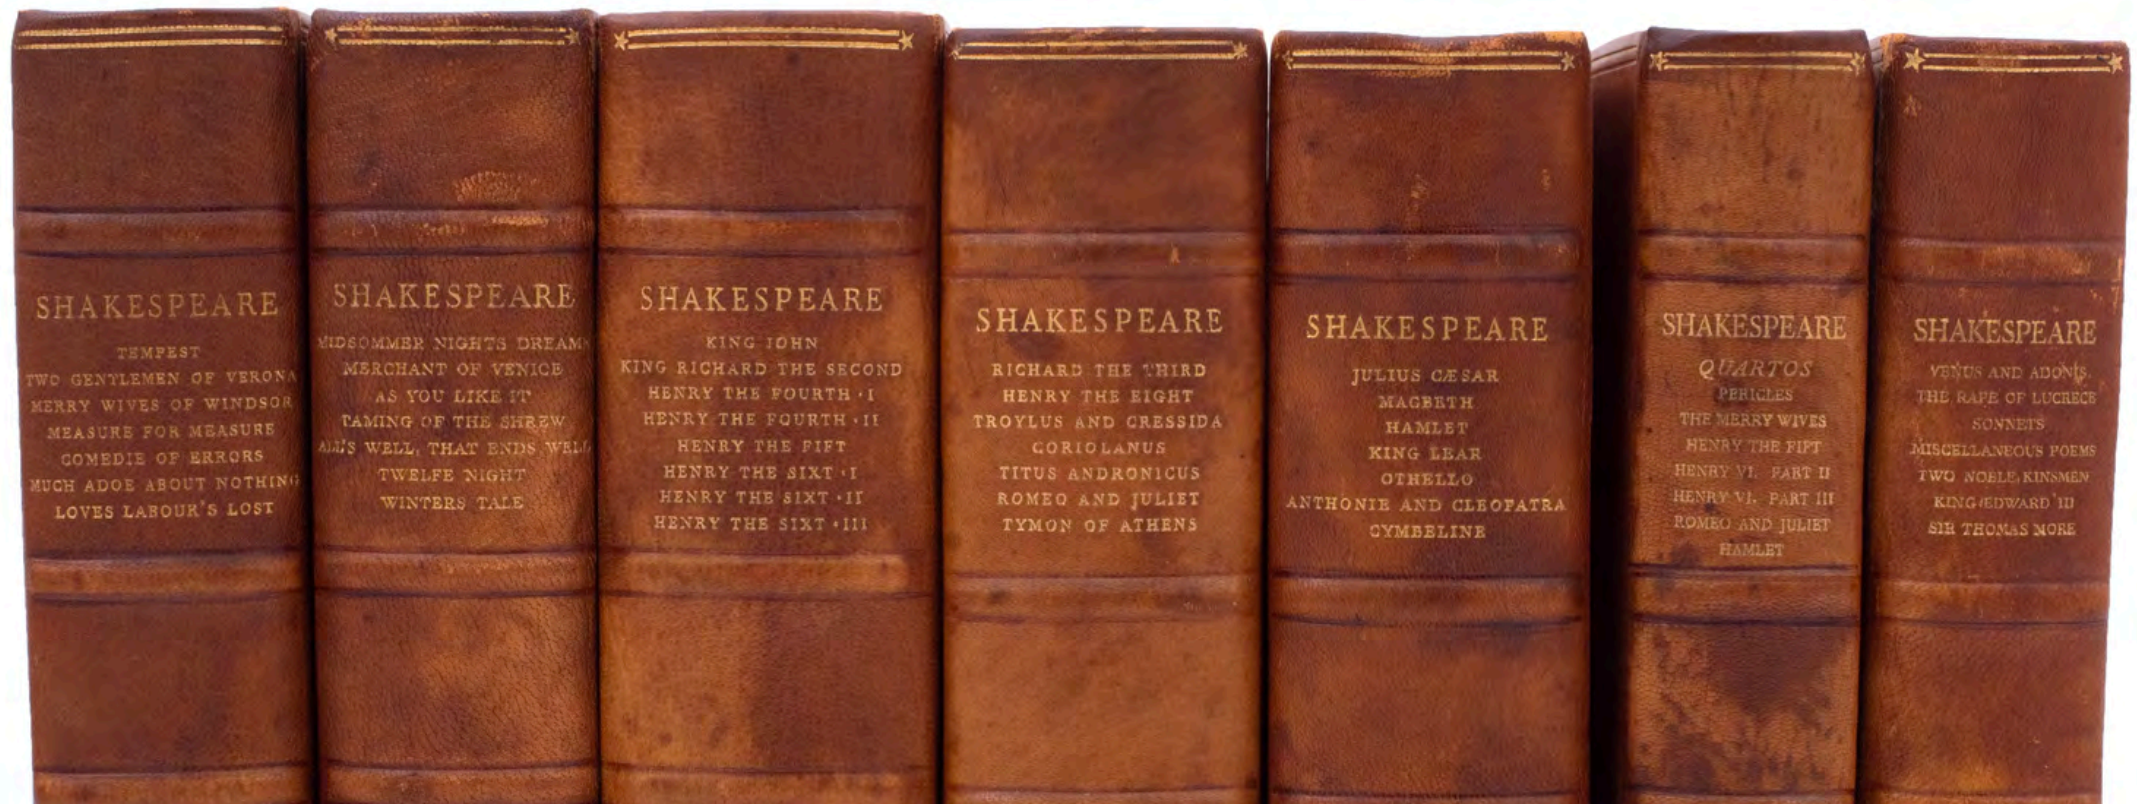 SHAKESPEARE
TEMPEST
TWO GENTLEMEN OF VERONA
MERRY WIVES OF WINDSOR
MEASURE FOR MEASURE
COMEDIE OF ERRORS
MUCH ADOE ABOUT NOTHING
LOVES LABOUR'S LOST
SHAKESPEARE
MIDSOMMER NIGHTS DREAM
MERCHANT OF VENICE
AS YOU LIKE IT
TAMING OF THE SHREW
ALL'S WELL, THAT ENDS WELL
TWELFE NIGHT
WINTERS TALE
SHAKESPEARE
KING IOHN
KING RICHARD THE SECOND
HENRY THE FOURTH · I
HENRY THE FOURTH · II
HENRY THE FIFT
HENRY THE SIXT · I
HENRY THE SIXT · II
HENRY THE SIXT · III
SHAKESPEARE
RICHARD THE THIRD
HENRY THE EIGHT
TROYLUS AND CRESSIDA
CORIOLANUS
TITUS ANDRONICUS
ROMEO AND JULIET
TYMON OF ATHENS
SHAKESPEARE
JULIUS CÆSAR
MACBETH
HAMLET
KING LEAR
OTHELLO
ANTHONIE AND CLEOPATRA
CYMBELINE
SHAKESPEARE
QUARTOS
PERICLES
THE MERRY WIVES
HENRY THE FIFT
HENRY VI. PART II
HENRY VI. PART III
ROMEO AND JULIET
HAMLET
SHAKESPEARE
VENUS AND ADONIS.
THE RAPE OF LUCRECE
SONNETS
MISCELLANEOUS POEMS
TWO NOBLE KINSMEN
KING EDWARD III
SIR THOMAS MORE